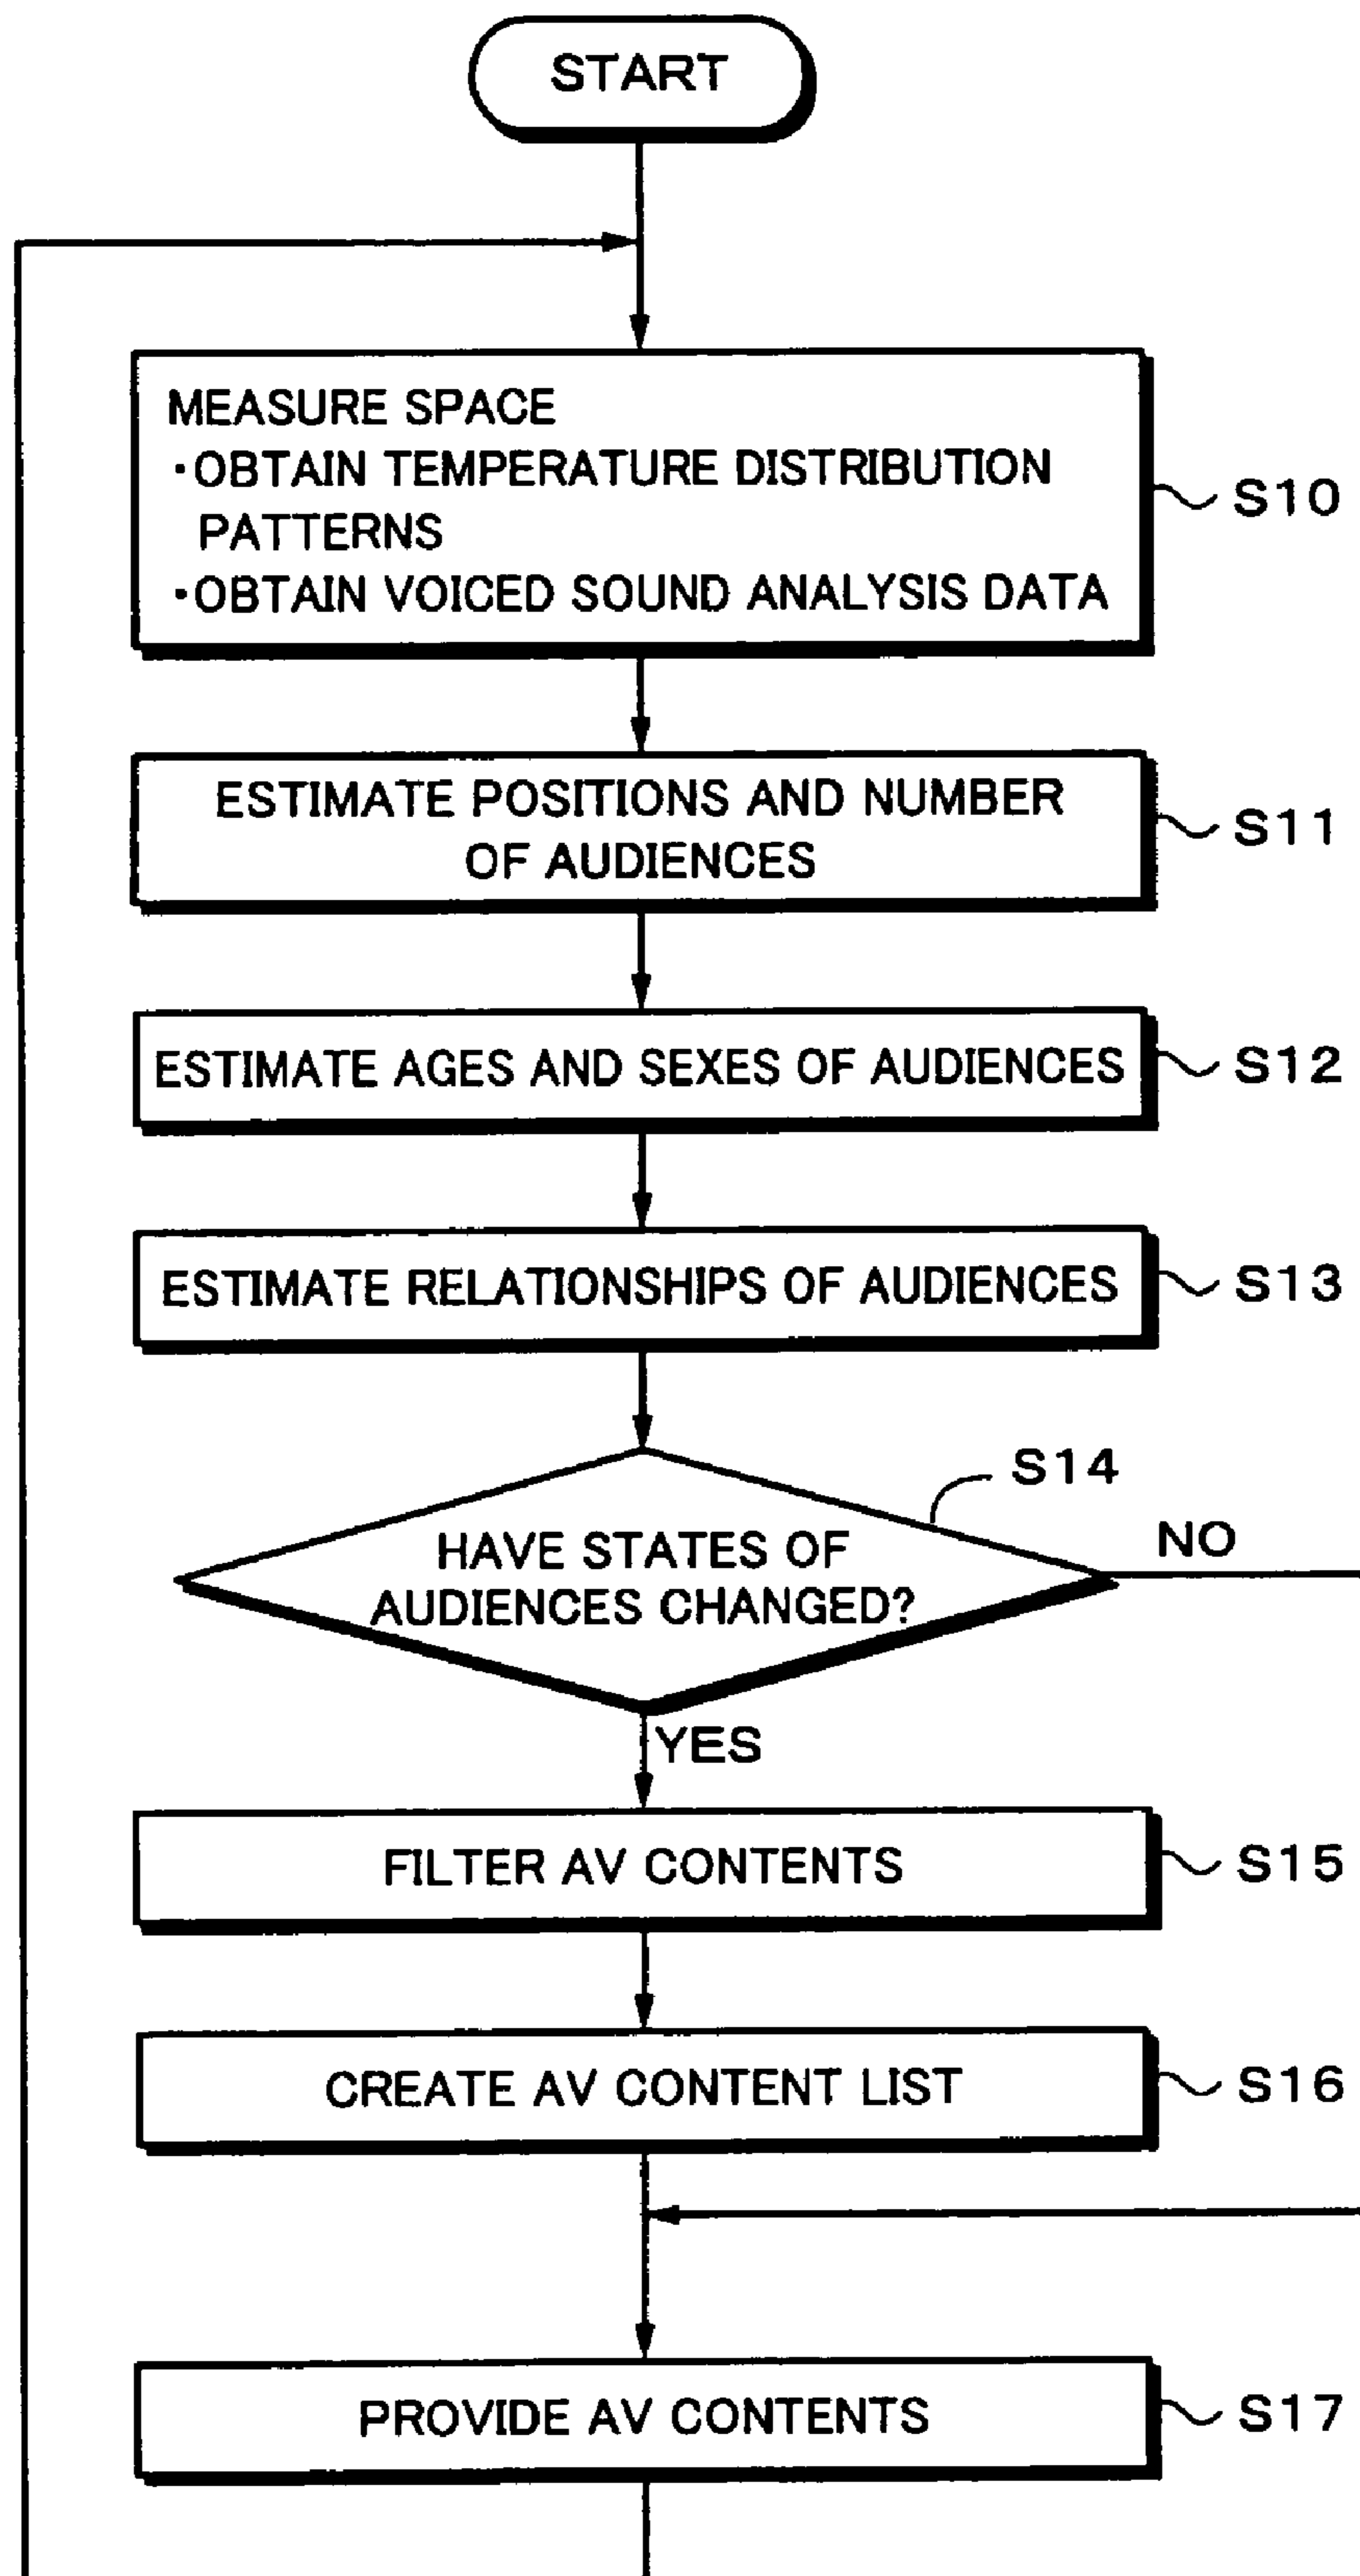 START
MEASURE SPACE
・OBTAIN TEMPERATURE DISTRIBUTION
PATTERNS
・OBTAIN VOICED SOUND ANALYSIS DATA
S10
ESTIMATE POSITIONS AND NUMBER
OF AUDIENCES
S11
ESTIMATE AGES AND SEXES OF AUDIENCES
S12
ESTIMATE RELATIONSHIPS OF AUDIENCES
S13
S14
HAVE STATES OF
AUDIENCES CHANGED?
NO
YES
FILTER AV CONTENTS
S15
CREATE AV CONTENT LIST
S16
PROVIDE AV CONTENTS
S17